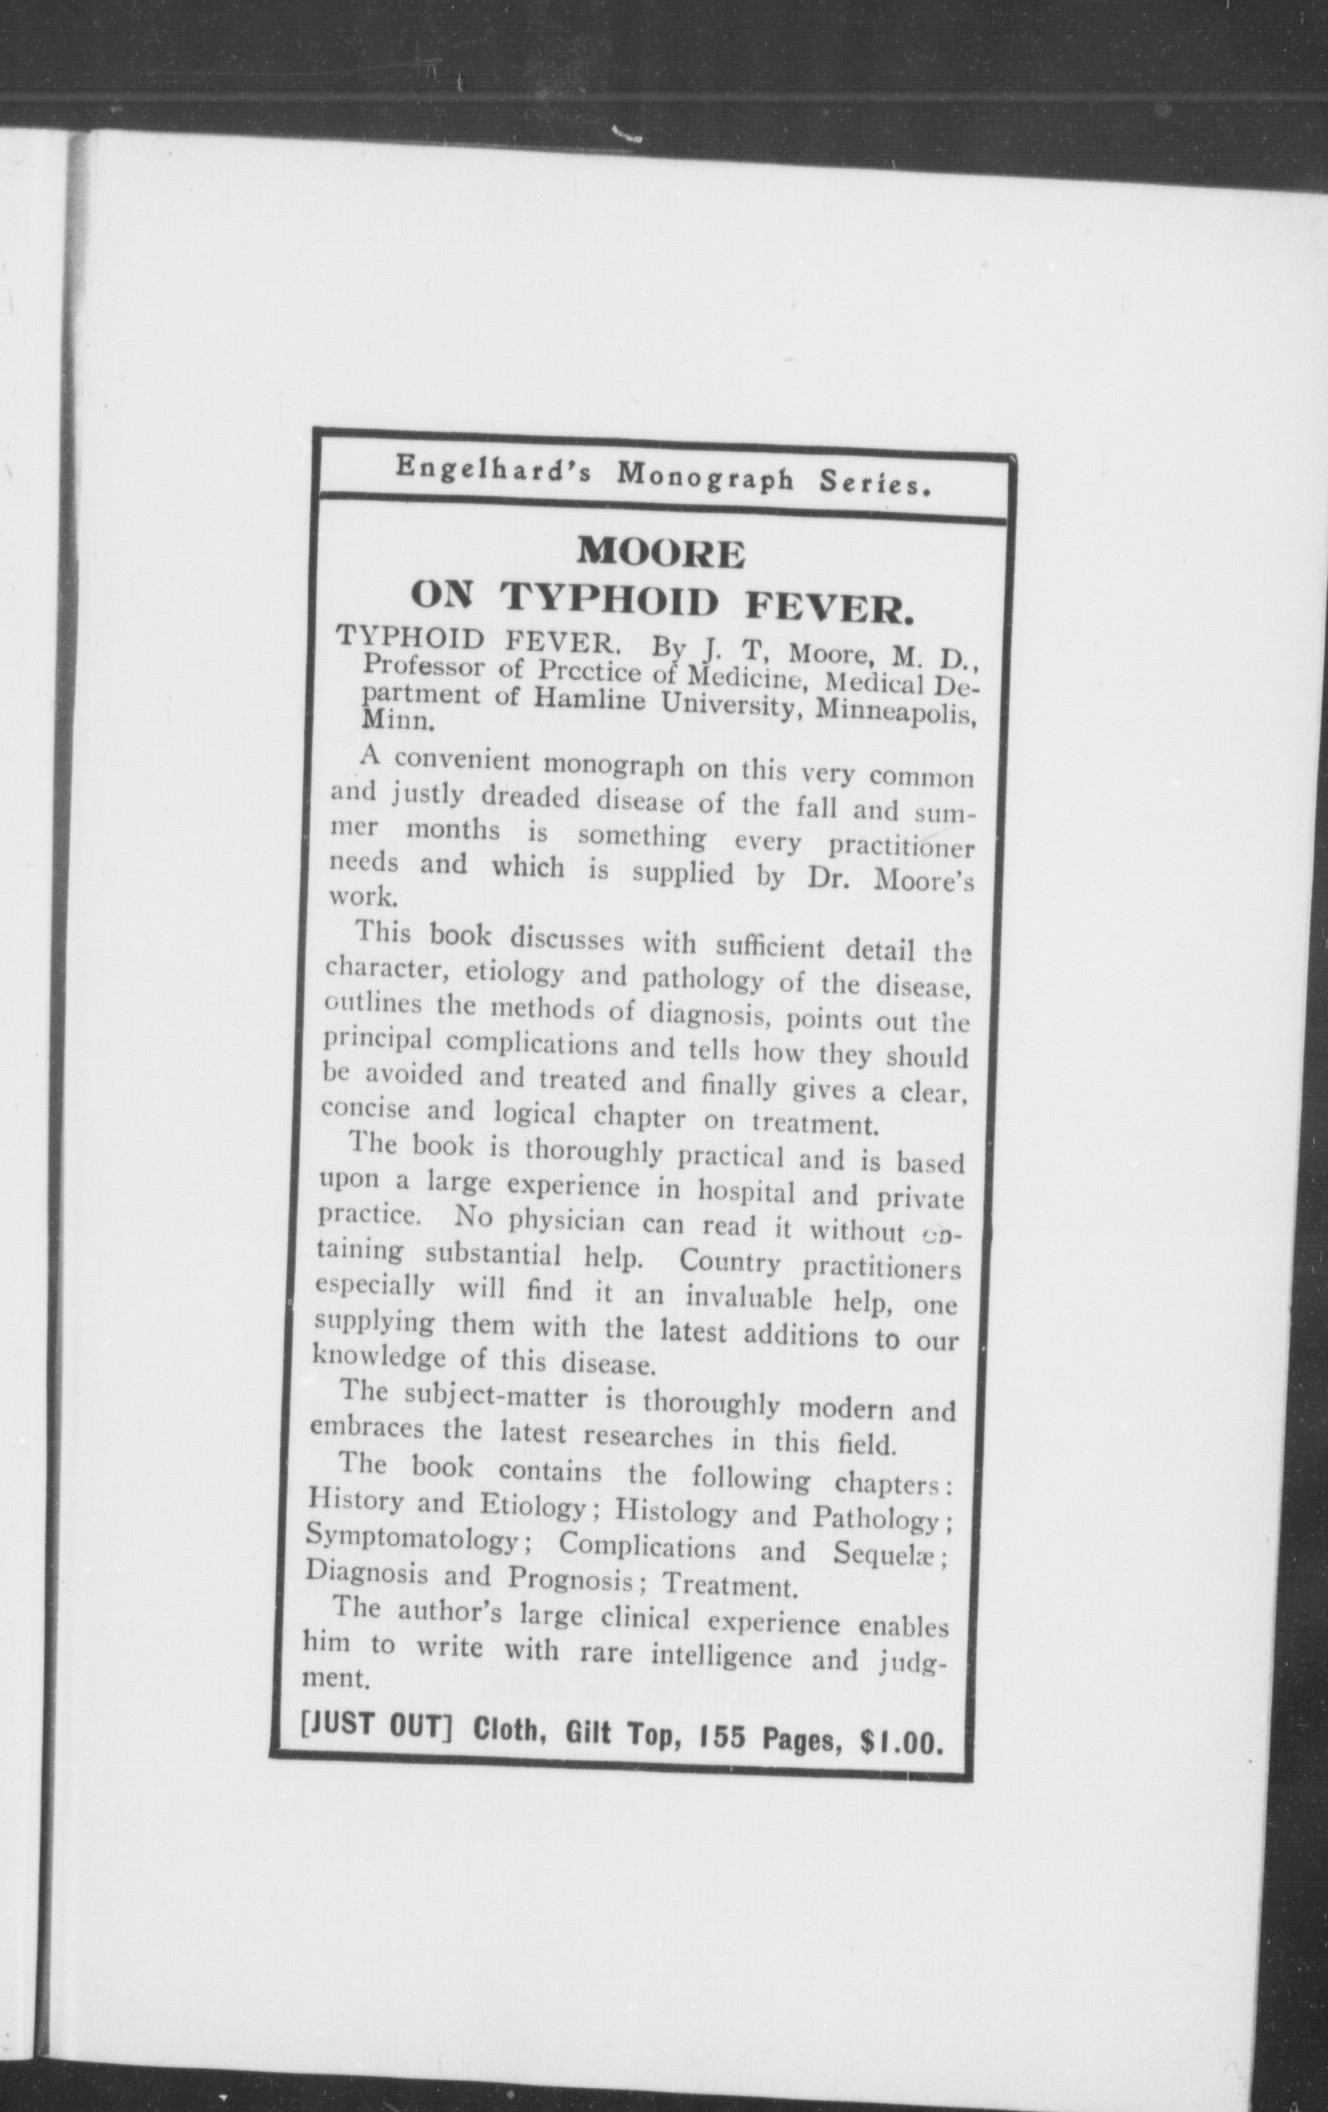 Engelhard's Monograph Series.
MOORE
ON TYPHOID FEVER.
TYPHOID FEVER. By J. T, Moore, M. D.,
Professor of Prcctice of Medicine, Medical De-
partment of Hamline University, Minneapolis,
Minn.
A convenient monograph on this very common
and justly dreaded disease of the fall and sum-
mer months is something every practitioner
needs and which is supplied by Dr. Moore's
work.
This book discusses with sufficient detail the
character, etiology and pathology of the disease,
outlines the methods of diagnosis, points out the
principal complications and tells how they should
be avoided and treated and finally gives a clear,
concise and logical chapter on treatment.
The book is thoroughly practical and is based
upon a large experience in hospital and private
practice. No physician can read it without ob-
taining substantial help. Country practitioners
especially will find it an invaluable help, one
supplying them with the latest additions to our
knowledge of this disease.
The subject-matter is thoroughly modern and
embraces the latest researches in this field.
The book contains the following chapters:
History and Etiology; Histology and Pathology;
Symptomatology; Complications and Sequelæ;
Diagnosis and Prognosis; Treatment.
The author's large clinical experience enables
him to write with rare intelligence and judg-
ment.
[JUST OUT] Cloth, Gilt Top, 155 Pages, $1.00.